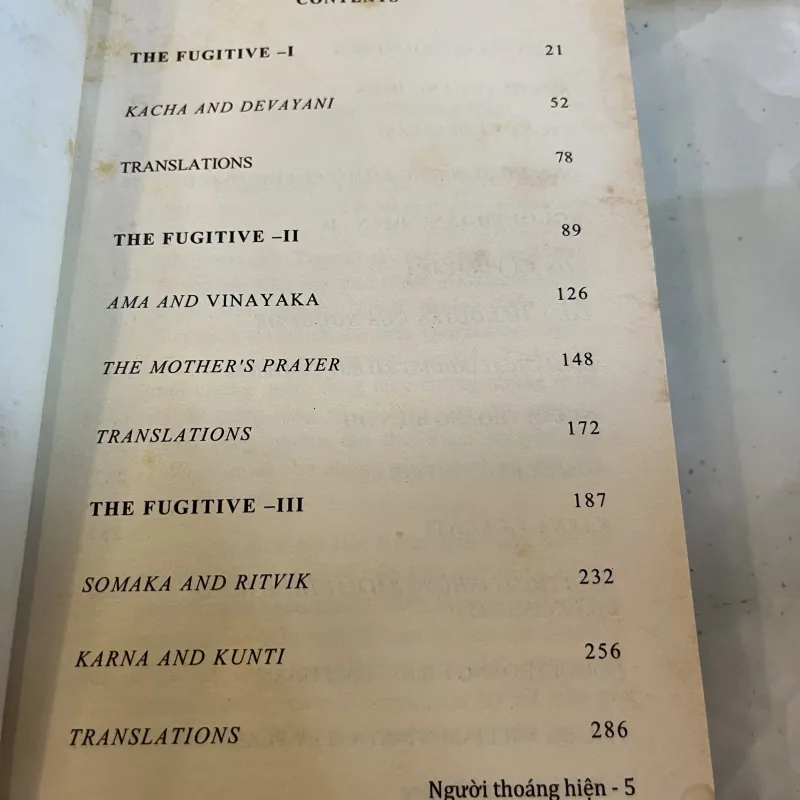 CONTENTS
THE FUGITIVE –I 21
KACHA AND DEVAYANI 52
TRANSLATIONS 78
THE FUGITIVE –II 89
AMA AND VINAYAKA 126
THE MOTHER'S PRAYER 148
TRANSLATIONS 172
THE FUGITIVE –III 187
SOMAKA AND RITVIK 232
KARNA AND KUNTI 256
TRANSLATIONS 286
Người thoáng hiện - 5